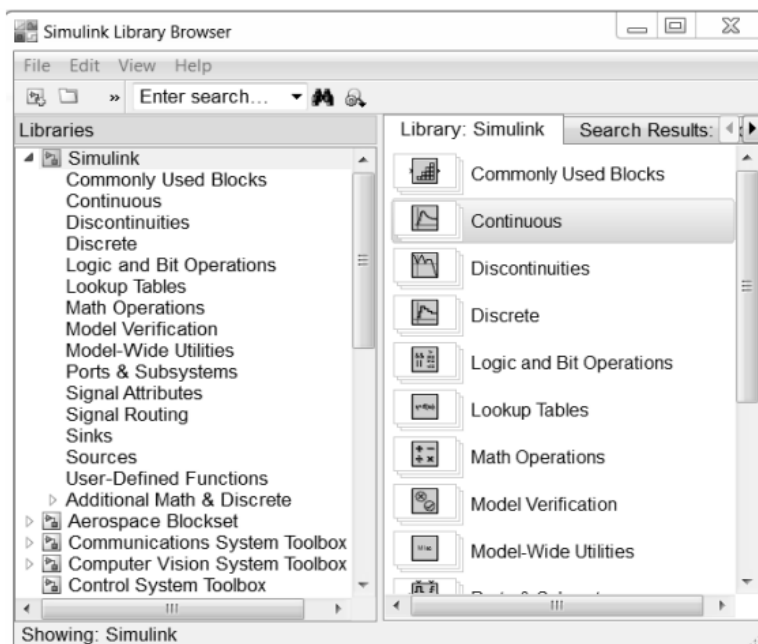 Simulink Library Browser
File Edit View Help
» Enter search...
Libraries
Simulink
Commonly Used Blocks
Continuous
Discontinuities
Discrete
Logic and Bit Operations
Lookup Tables
Math Operations
Model Verification
Model-Wide Utilities
Ports & Subsystems
Signal Attributes
Signal Routing
Sinks
Sources
User-Defined Functions
Additional Math & Discrete
Aerospace Blockset
Communications System Toolbox
Computer Vision System Toolbox
Control System Toolbox
Library: Simulink Search Results:
Commonly Used Blocks
Continuous
Discontinuities
Discrete
Logic and Bit Operations
Lookup Tables
Math Operations
Model Verification
Model-Wide Utilities
Showing: Simulink